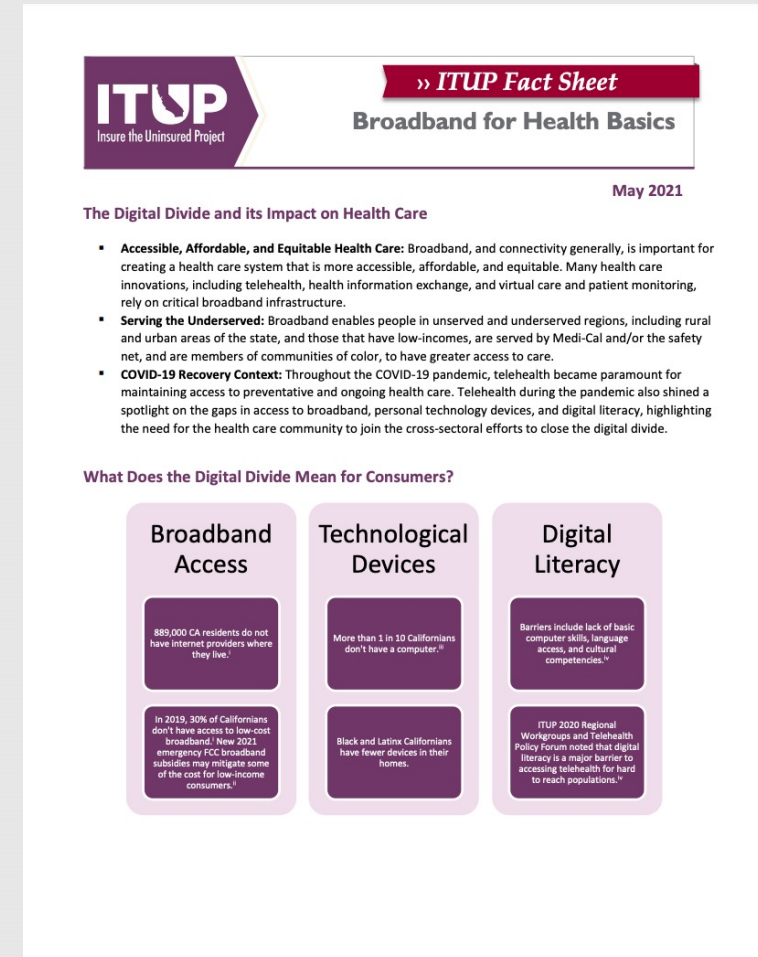 ITUP
Insure the Uninsured Project
›› ITUP Fact Sheet
Broadband for Health Basics
May 2021
The Digital Divide and its Impact on Health Care
▪ Accessible, Affordable, and Equitable Health Care: Broadband, and connectivity generally, is important for
creating a health care system that is more accessible, affordable, and equitable. Many health care
innovations, including telehealth, health information exchange, and virtual care and patient monitoring,
rely on critical broadband infrastructure.
▪ Serving the Underserved: Broadband enables people in unserved and underserved regions, including rural
and urban areas of the state, and those that have low-incomes, are served by Medi-Cal and/or the safety
net, and are members of communities of color, to have greater access to care.
▪ COVID-19 Recovery Context: Throughout the COVID-19 pandemic, telehealth became paramount for
maintaining access to preventative and ongoing health care. Telehealth during the pandemic also shined a
spotlight on the gaps in access to broadband, personal technology devices, and digital literacy, highlighting
the need for the health care community to join the cross-sectoral efforts to close the digital divide.
What Does the Digital Divide Mean for Consumers?
Broadband
Access
889,000 CA residents do not
have internet providers where
they live.ⁱ
In 2019, 30% of Californians
don't have access to low-cost
broadband.ⁱ New 2021
emergency FCC broadband
subsidies may mitigate some
of the cost for low-income
consumers.ⁱⁱ
Technological
Devices
More than 1 in 10 Californians
don't have a computer.ⁱⁱⁱ
Black and Latinx Californians
have fewer devices in their
homes.
Digital
Literacy
Barriers include lack of basic
computer skills, language
access, and cultural
competencies.ⁱᵛ
ITUP 2020 Regional
Workgroups and Telehealth
Policy Forum noted that digital
literacy is a major barrier to
accessing telehealth for hard
to reach populations.ⁱᵛ